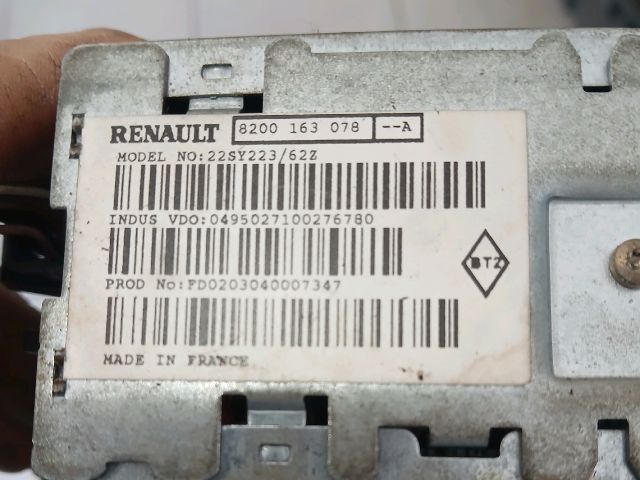 RENAULT 8200 163 078 --A
MODEL NO:22SY223/62Z
INDUS VDO:0495027100276780
PROD No:FD0203040007347
BTZ
MADE IN FRANCE